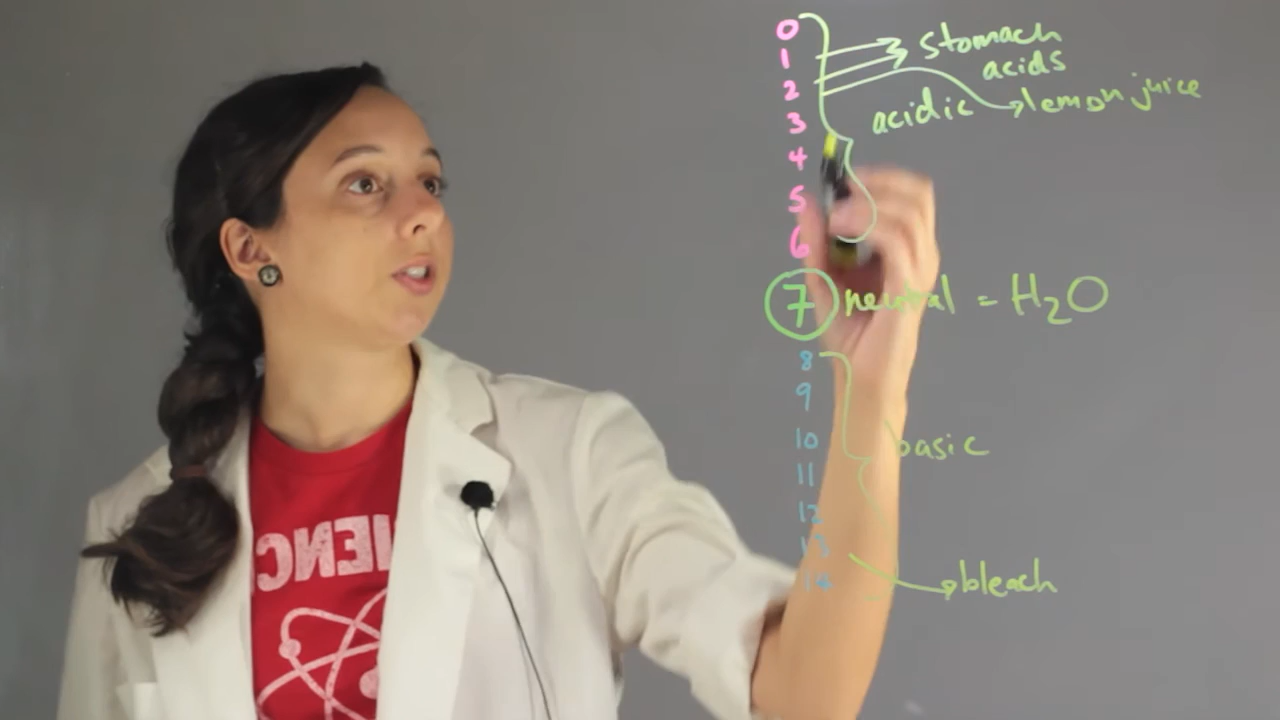 0
1
stomach
acids
2
3
acidic
lemon juice
4
5
6
7 neutral = H2O
8
9
10
basic
11
12
13
14
bleach